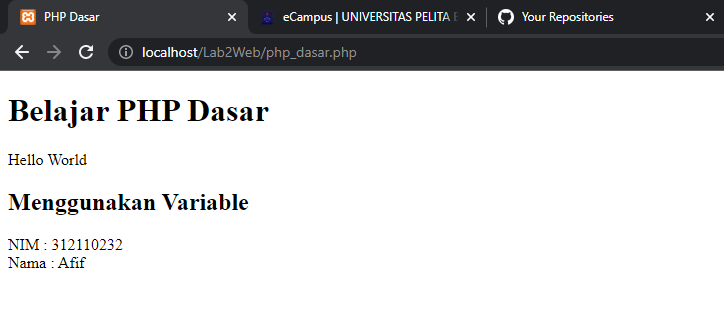 PHP Dasar
eCampus | UNIVERSITAS PELITA
Your Repositories
localhost/Lab2Web/php_dasar.php
Belajar PHP Dasar
Hello World
Menggunakan Variable
NIM : 312110232
Nama : Afif